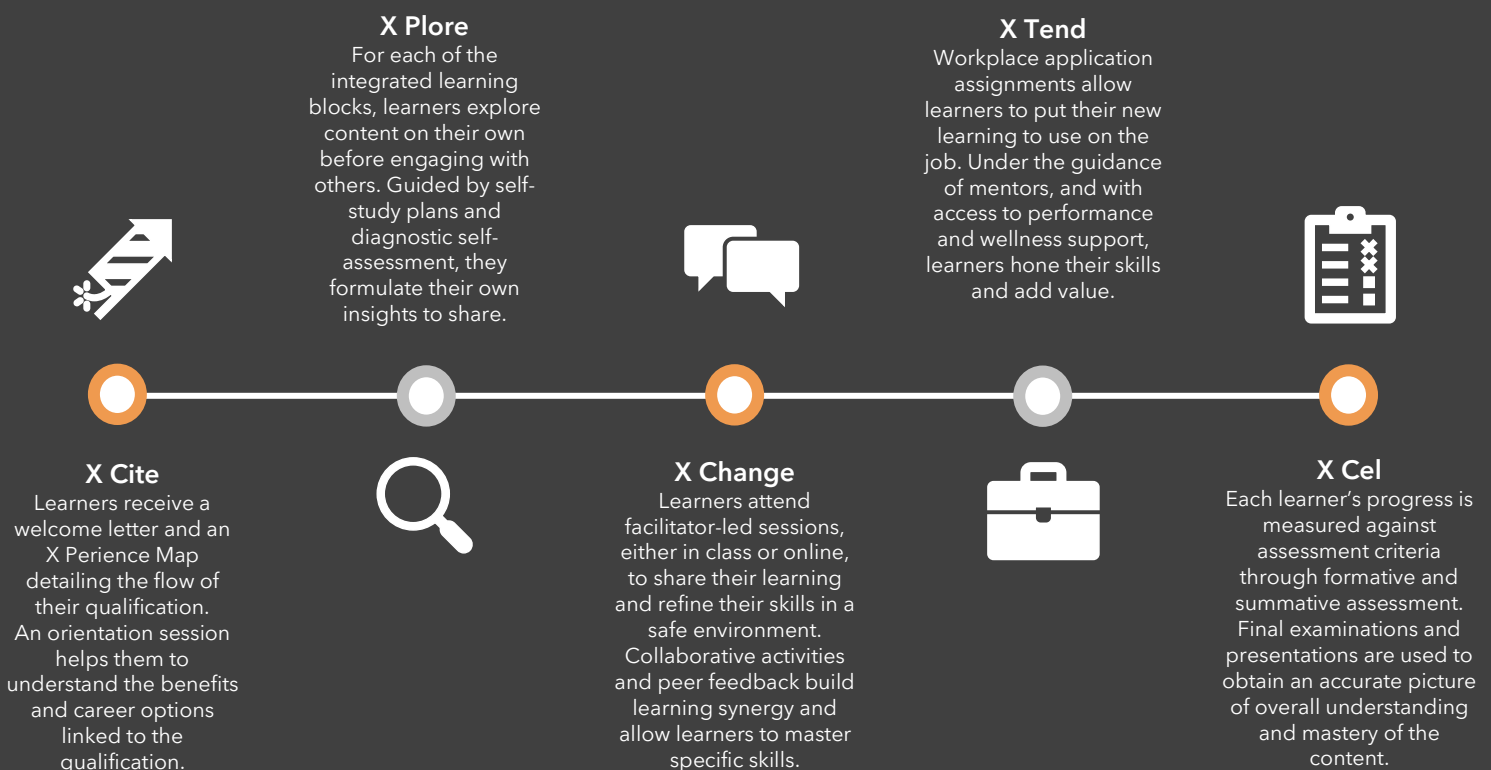 X Cite
Learners receive a
welcome letter and an
X Perience Map
detailing the flow of
their qualification.
An orientation session
helps them to
understand the benefits
and career options
linked to the
qualification.
X Plore
For each of the
integrated learning
blocks, learners explore
content on their own
before engaging with
others. Guided by self-
study plans and
diagnostic self-
assessment, they
formulate their own
insights to share.
X Change
Learners attend
facilitator-led sessions,
either in class or online,
to share their learning
and refine their skills in a
safe environment.
Collaborative activities
and peer feedback build
learning synergy and
allow learners to master
specific skills.
X Tend
Workplace application
assignments allow
learners to put their new
learning to use on the
job. Under the guidance
of mentors, and with
access to performance
and wellness support,
learners hone their skills
and add value.
X Cel
Each learner’s progress is
measured against
assessment criteria
through formative and
summative assessment.
Final examinations and
presentations are used to
obtain an accurate picture
of overall understanding
and mastery of the
content.